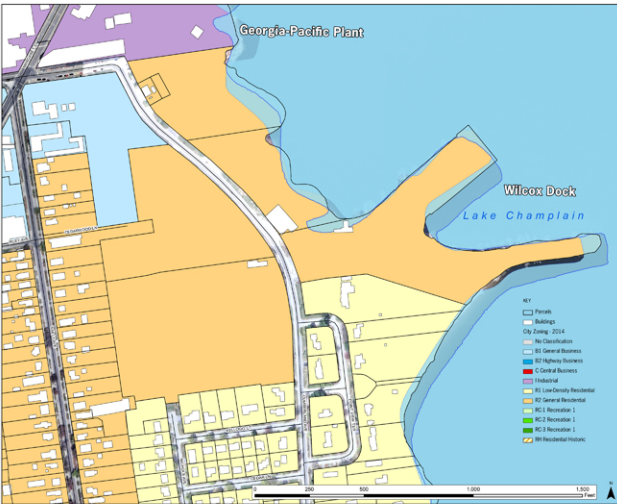 Georgia-Pacific Plant
Wilcox Dock
Lake Champlain
KEY
Parcels
Buildings
City Zoning - 2014
No Classification
B1 General Business
B2 Highway Business
C Central Business
I Industrial
R1 Low-Density Residential
R2 General Residential
RC-1 Recreation 1
RC-2 Recreation 1
RC-3 Recreation 1
RH Residential Historic
N
0 250 500 1,000 1,500
Feet